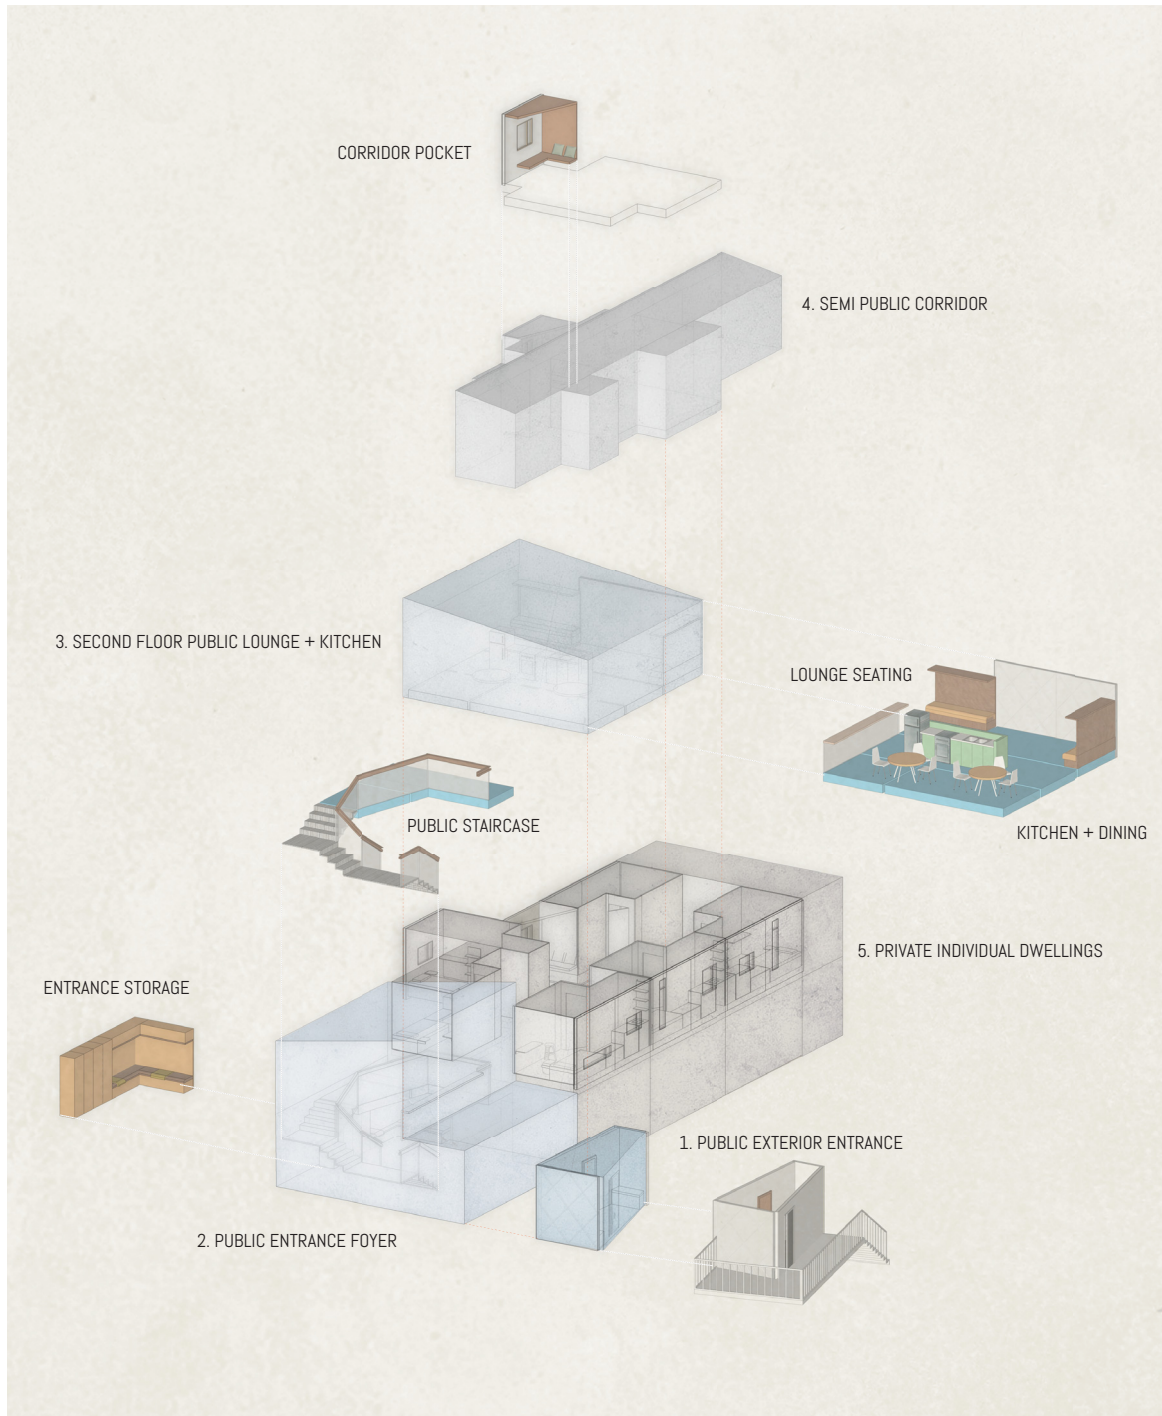 CORRIDOR POCKET
4. SEMI PUBLIC CORRIDOR
3. SECOND FLOOR PUBLIC LOUNGE + KITCHEN
LOUNGE SEATING
PUBLIC STAIRCASE
KITCHEN + DINING
5. PRIVATE INDIVIDUAL DWELLINGS
ENTRANCE STORAGE
1. PUBLIC EXTERIOR ENTRANCE
2. PUBLIC ENTRANCE FOYER